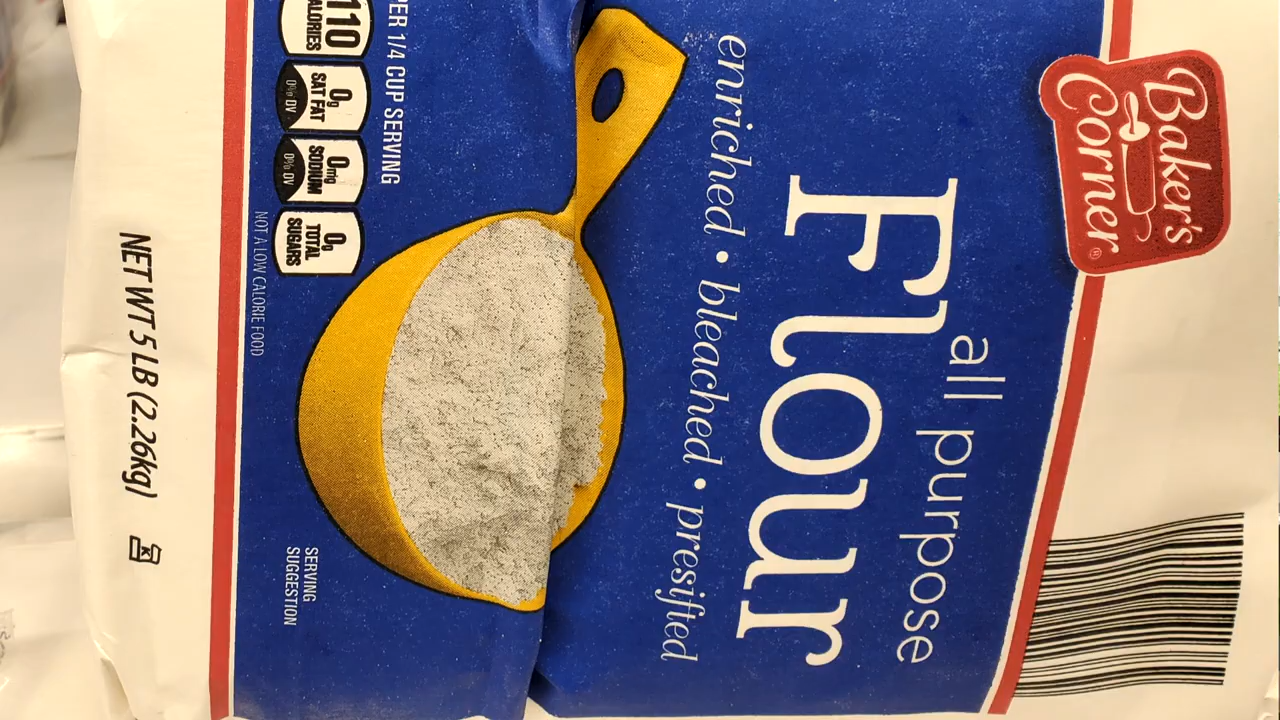 Baker's
Corner®
all purpose
Flour
enriched • bleached • presifted
PER 1/4 CUP SERVING
110
CALORIES
0g
SAT FAT
0% DV
0mg
SODIUM
0% DV
0g
TOTAL
SUGARS
NOT A LOW CALORIE FOOD
SERVING
SUGGESTION
NET WT 5 LB (2.26kg)
K